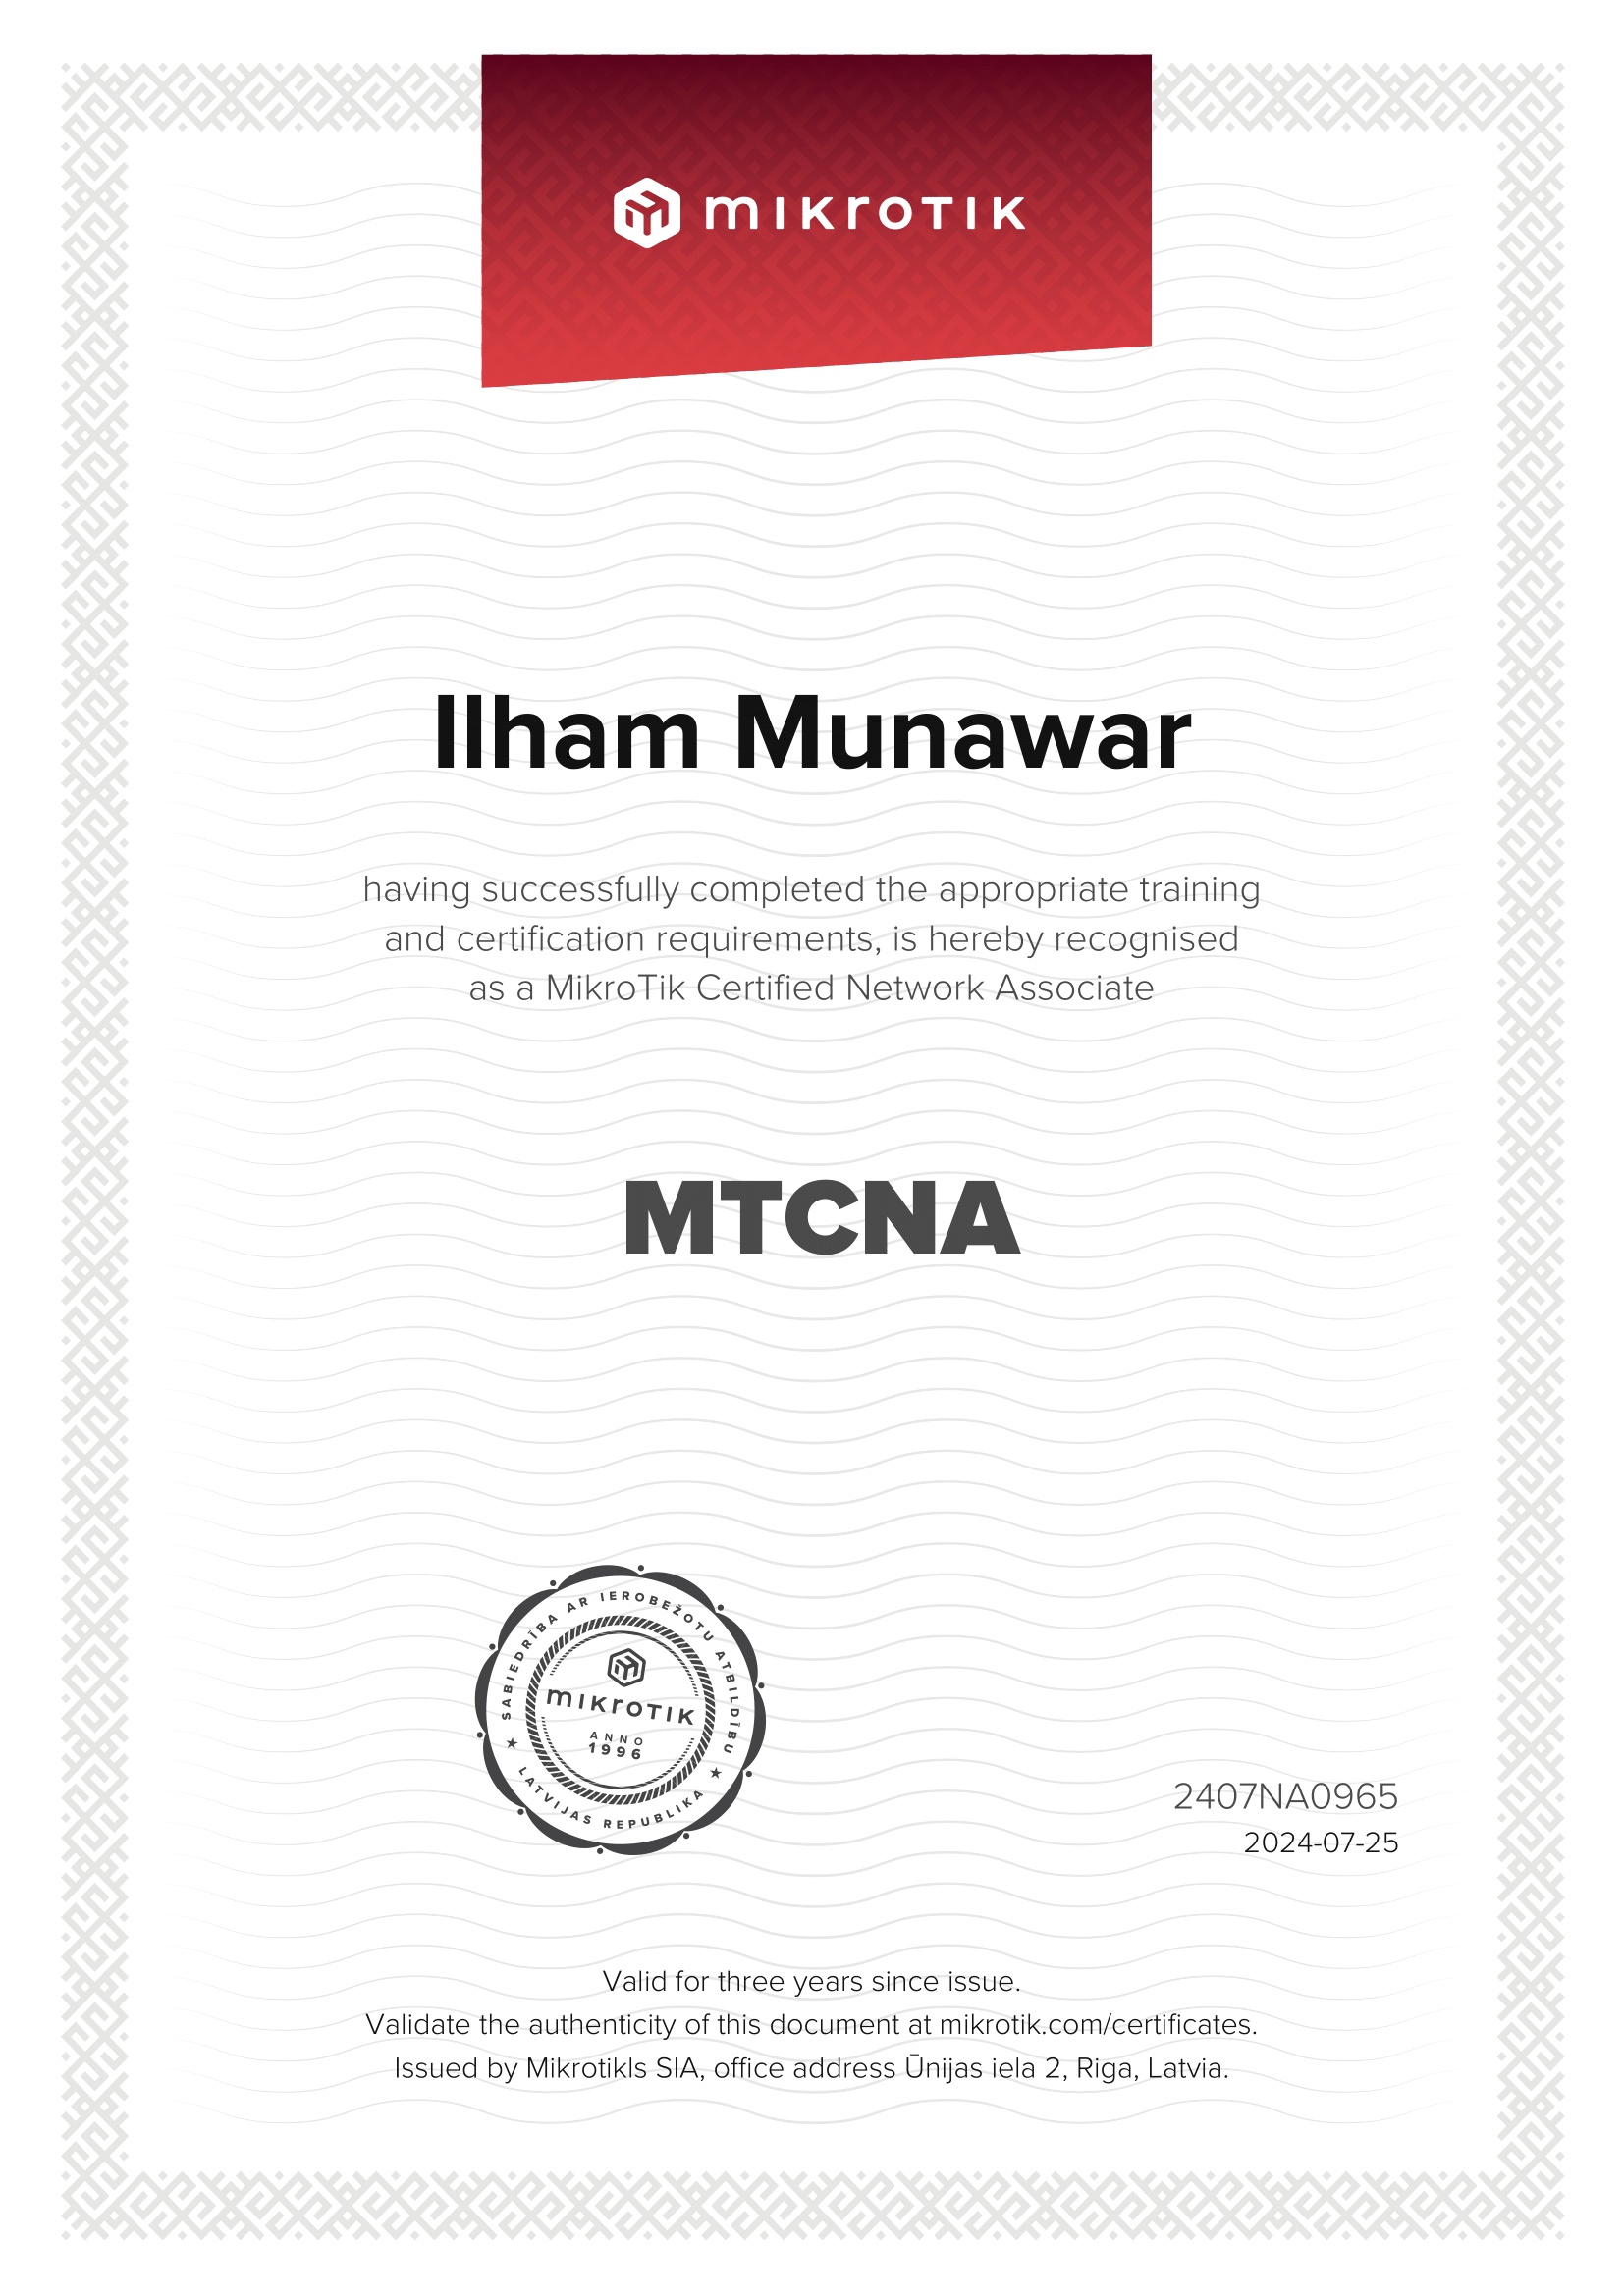 mikrotik
Ilham Munawar
having successfully completed the appropriate training
and certification requirements, is hereby recognised
as a MikroTik Certified Network Associate
MTCNA
SABIEDRĪBA AR IEROBEŽOTU ATBILDĪBU
mikrotik
ANNO
1996
★ LATVIJAS REPUBLIKA ★
2407NA0965
2024-07-25
Valid for three years since issue.
Validate the authenticity of this document at mikrotik.com/certificates.
Issued by Mikrotikls SIA, office address Ūnijas iela 2, Riga, Latvia.